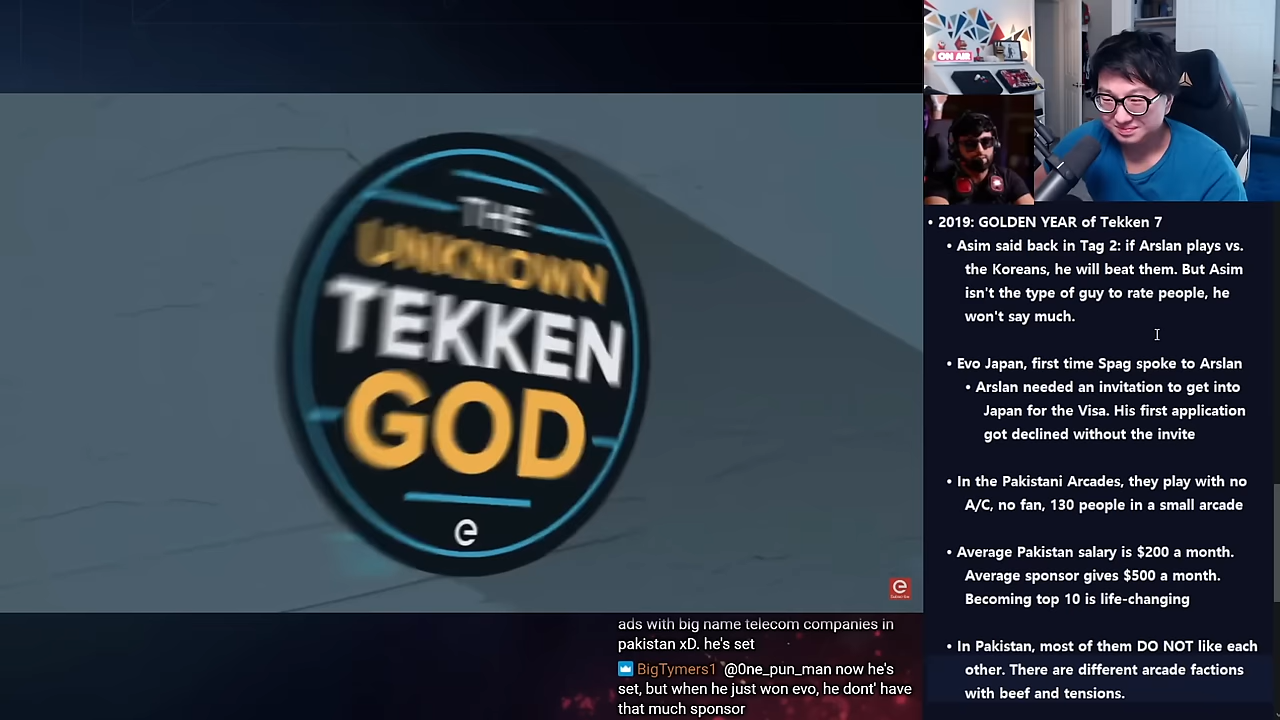 ON AIR
THE
UNKNOWN
TEKKEN
GOD
e
e
Subscribe
• 2019: GOLDEN YEAR of Tekken 7
• Asim said back in Tag 2: if Arslan plays vs.
the Koreans, he will beat them. But Asim
isn't the type of guy to rate people, he
won't say much.
• Evo Japan, first time Spag spoke to Arslan
• Arslan needed an invitation to get into
Japan for the Visa. His first application
got declined without the invite
• In the Pakistani Arcades, they play with no
A/C, no fan, 130 people in a small arcade
• Average Pakistan salary is $200 a month.
Average sponsor gives $500 a month.
Becoming top 10 is life-changing
• In Pakistan, most of them DO NOT like each
other. There are different arcade factions
with beef and tensions.
ads with big name telecom companies in
pakistan xD. he's set
BigTymers1 @0ne_pun_man now he's
set, but when he just won evo, he dont' have
that much sponsor